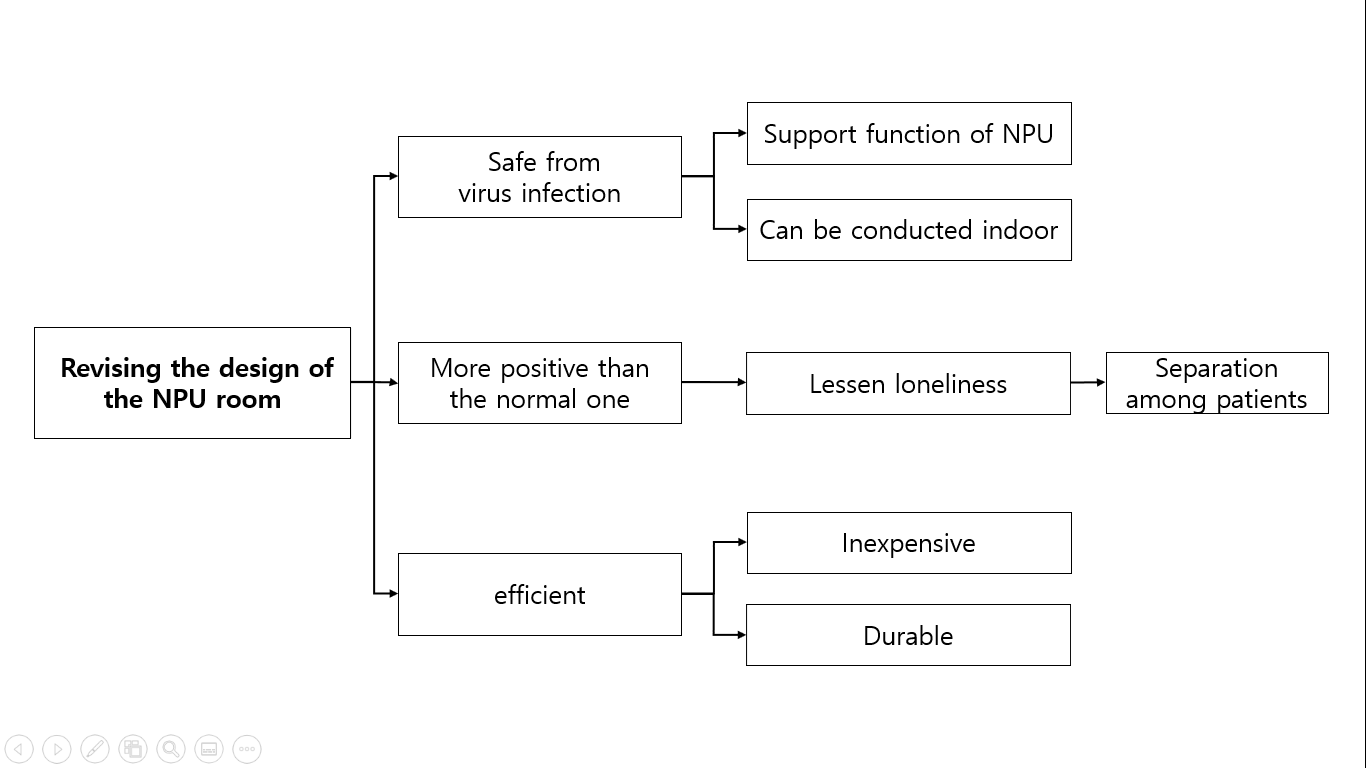 Revising the design of
the NPU room
Safe from
virus infection
Support function of NPU
Can be conducted indoor
More positive than
the normal one
Lessen loneliness
Separation
among patients
efficient
Inexpensive
Durable